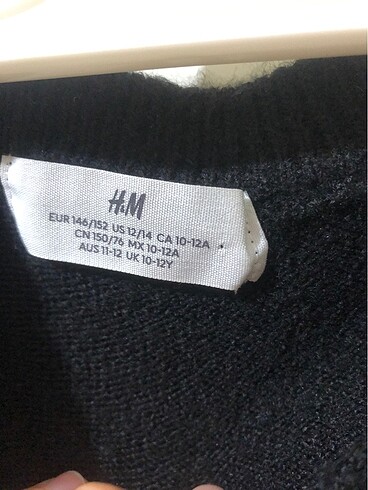 H&M
EUR 146/152 US 12/14 CA 10-12A
CN 150/76 MX 10-12A
AUS 11-12 UK 10-12Y